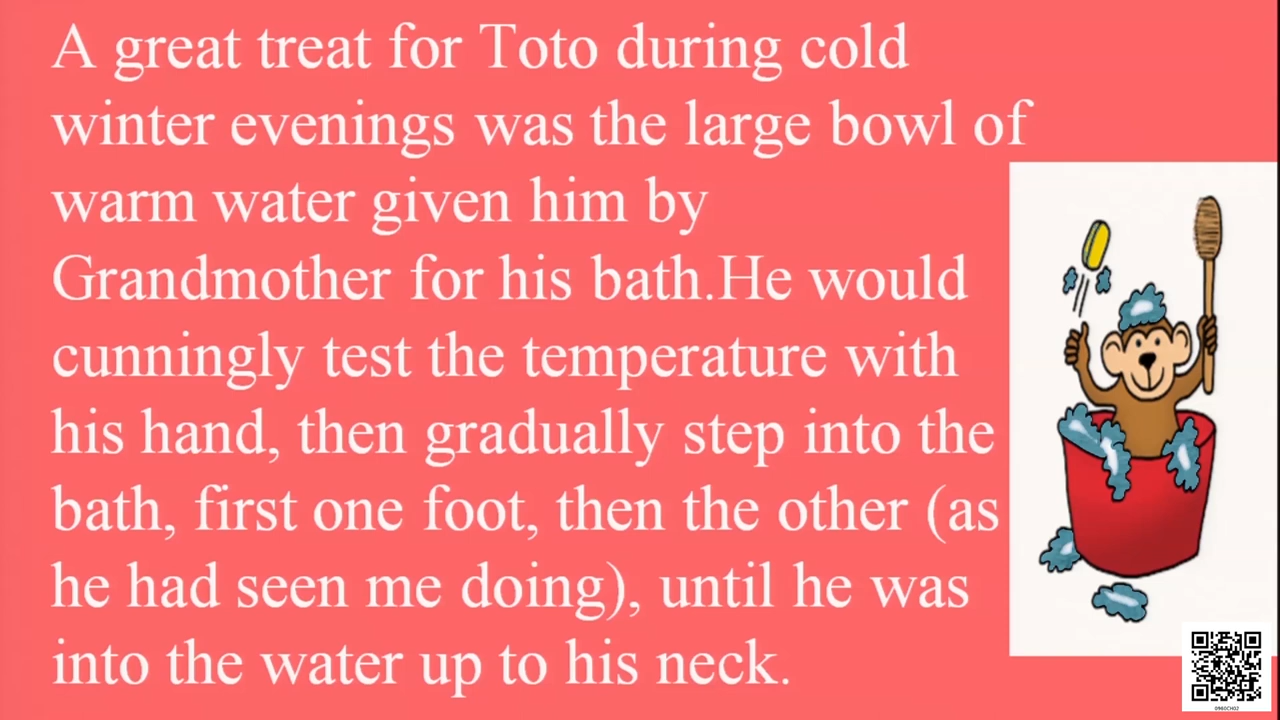 A great treat for Toto during cold
winter evenings was the large bowl of
warm water given him by
Grandmother for his bath.He would
cunningly test the temperature with
his hand, then gradually step into the
bath, first one foot, then the other (as
he had seen me doing), until he was
into the water up to his neck.
0960CH02